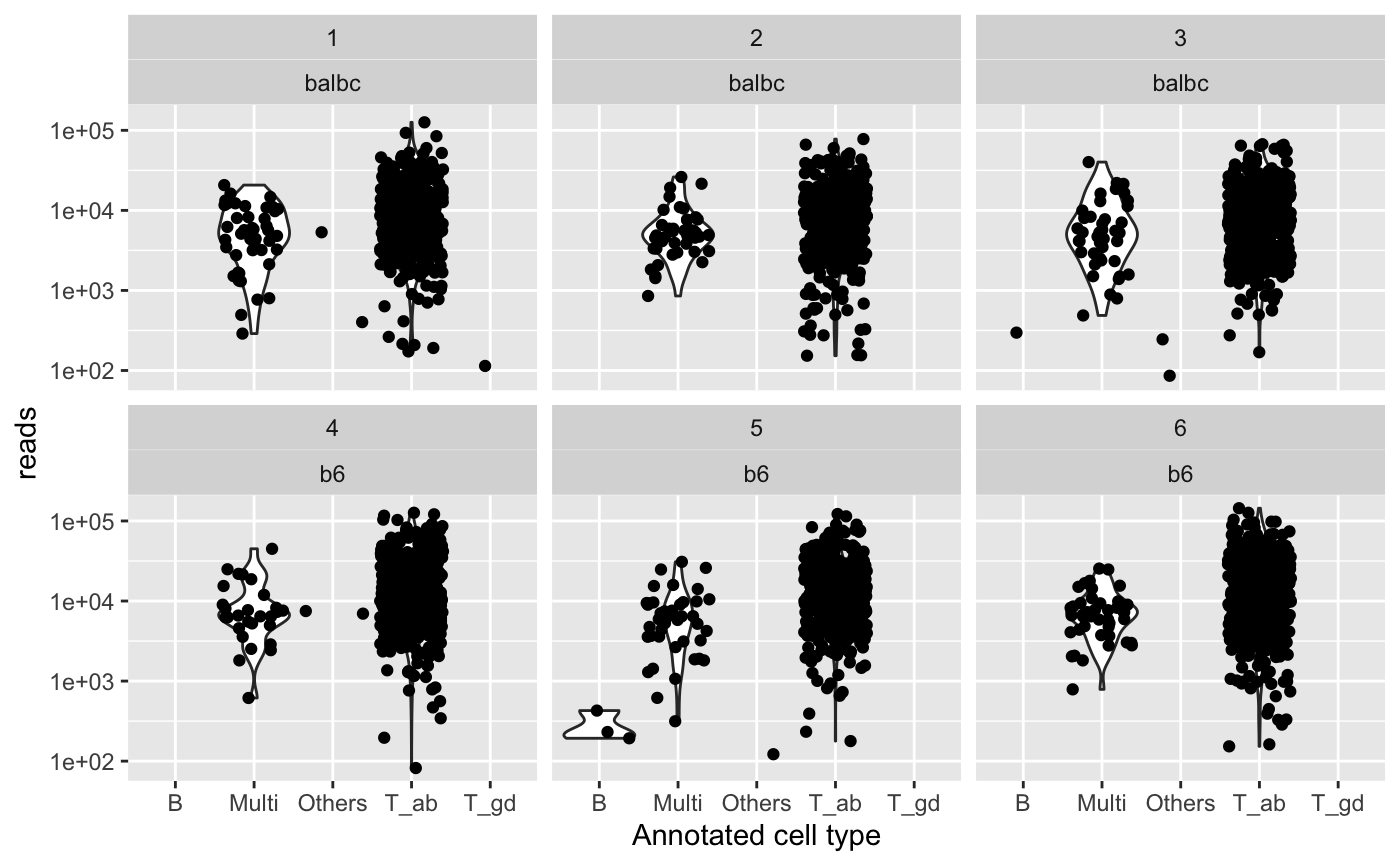 1 2 3
balbc balbc balbc
1e+05
1e+04
1e+03
1e+02
reads
4 5 6
b6 b6 b6
1e+05
1e+04
1e+03
1e+02
B Multi Others T_ab T_gd B Multi Others T_ab T_gd B Multi Others T_ab T_gd
Annotated cell type